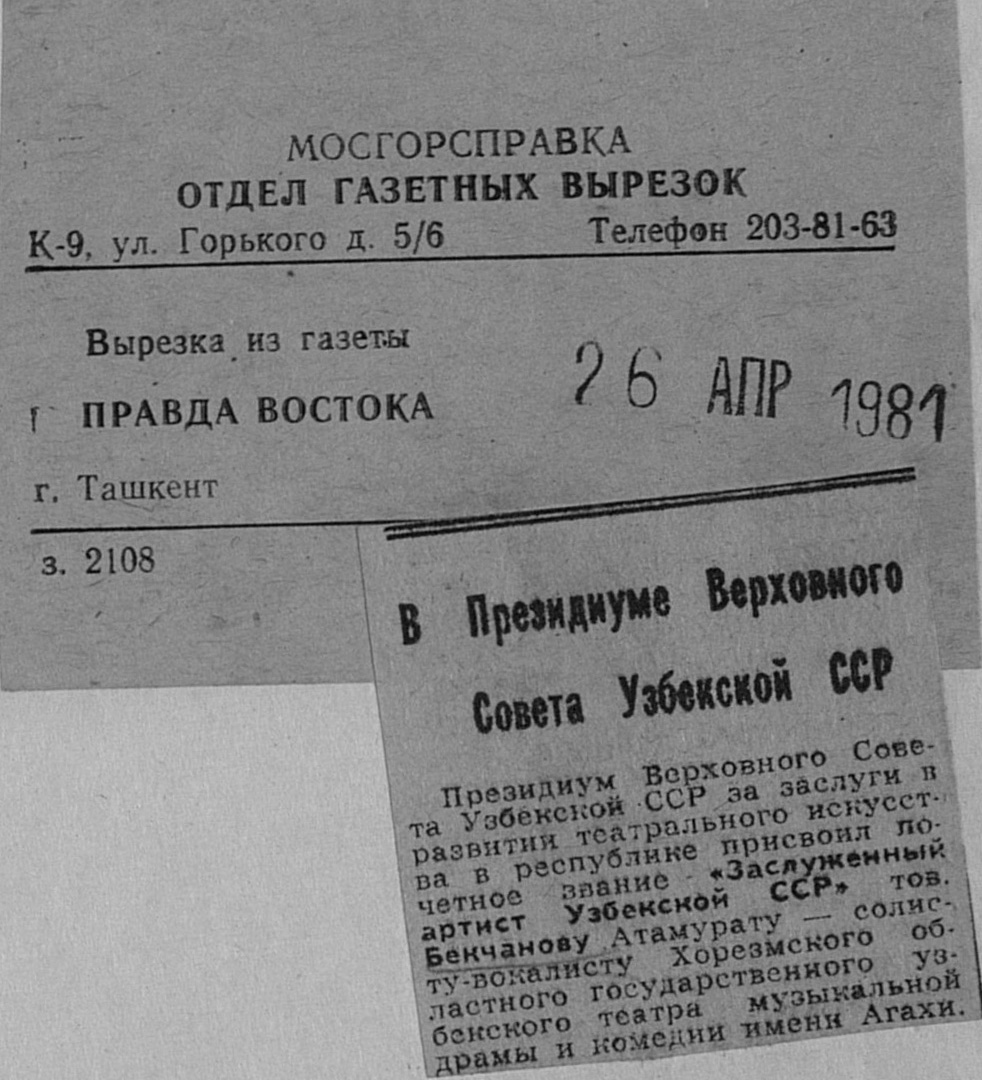 МОСГОРСПРАВКА
ОТДЕЛ ГАЗЕТНЫХ ВЫРЕЗОК
К-9, ул. Горького д. 5/6 Телефон 203-81-63
Вырезка из газеты
ПРАВДА ВОСТОКА
26 АПР 1981
г. Ташкент
з. 2108
В Президиуме Верховного
Совета Узбекской ССР
Президиум Верховного Сове-
та Узбекской ССР за заслуги в
развитии театрального искусст-
ва в республике присвоил по-
четное звание «Заслуженный
артист Узбекской ССР» тов.
Бекчанову Атамурату — солис-
ту-вокалисту Хорезмского об-
ластного государственного уз-
бекского театра музыкальной
драмы и комедии имени Агахи.